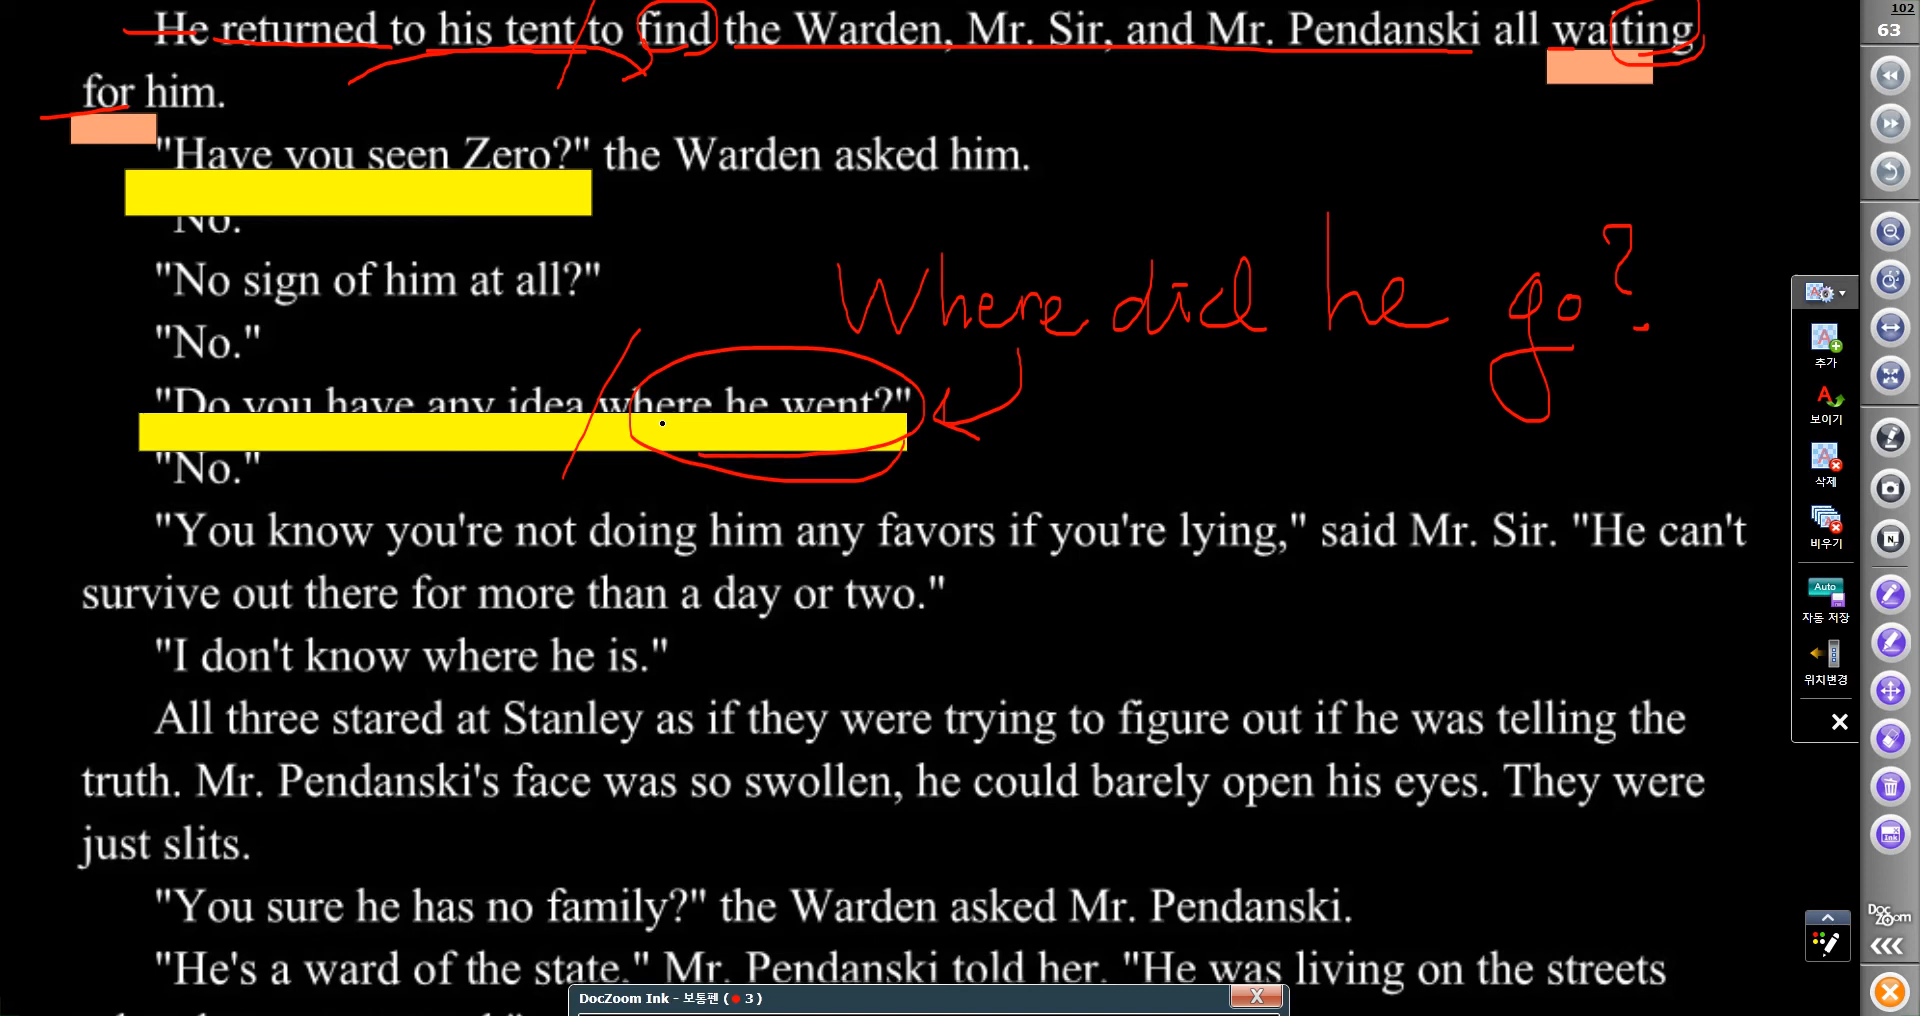 He returned to his tent to find the Warden, Mr. Sir, and Mr. Pendanski all waiting
for him.
"Have you seen Zero?" the Warden asked him.
"No."
"No sign of him at all?"
Where did he go?
"No."
"Do you have any idea where he went?"
"No."
"You know you're not doing him any favors if you're lying," said Mr. Sir. "He can't
survive out there for more than a day or two."
"I don't know where he is."
All three stared at Stanley as if they were trying to figure out if he was telling the
truth. Mr. Pendanski's face was so swollen, he could barely open his eyes. They were
just slits.
"You sure he has no family?" the Warden asked Mr. Pendanski.
"He's a ward of the state," Mr. Pendanski told her. "He was living on the streets
DocZoom Ink - 보통펜 ( 3 )
X
102
63
추가
보이기
삭제
비우기
Auto
자동 저장
위치변경
N
Ink
Doc
Zoom